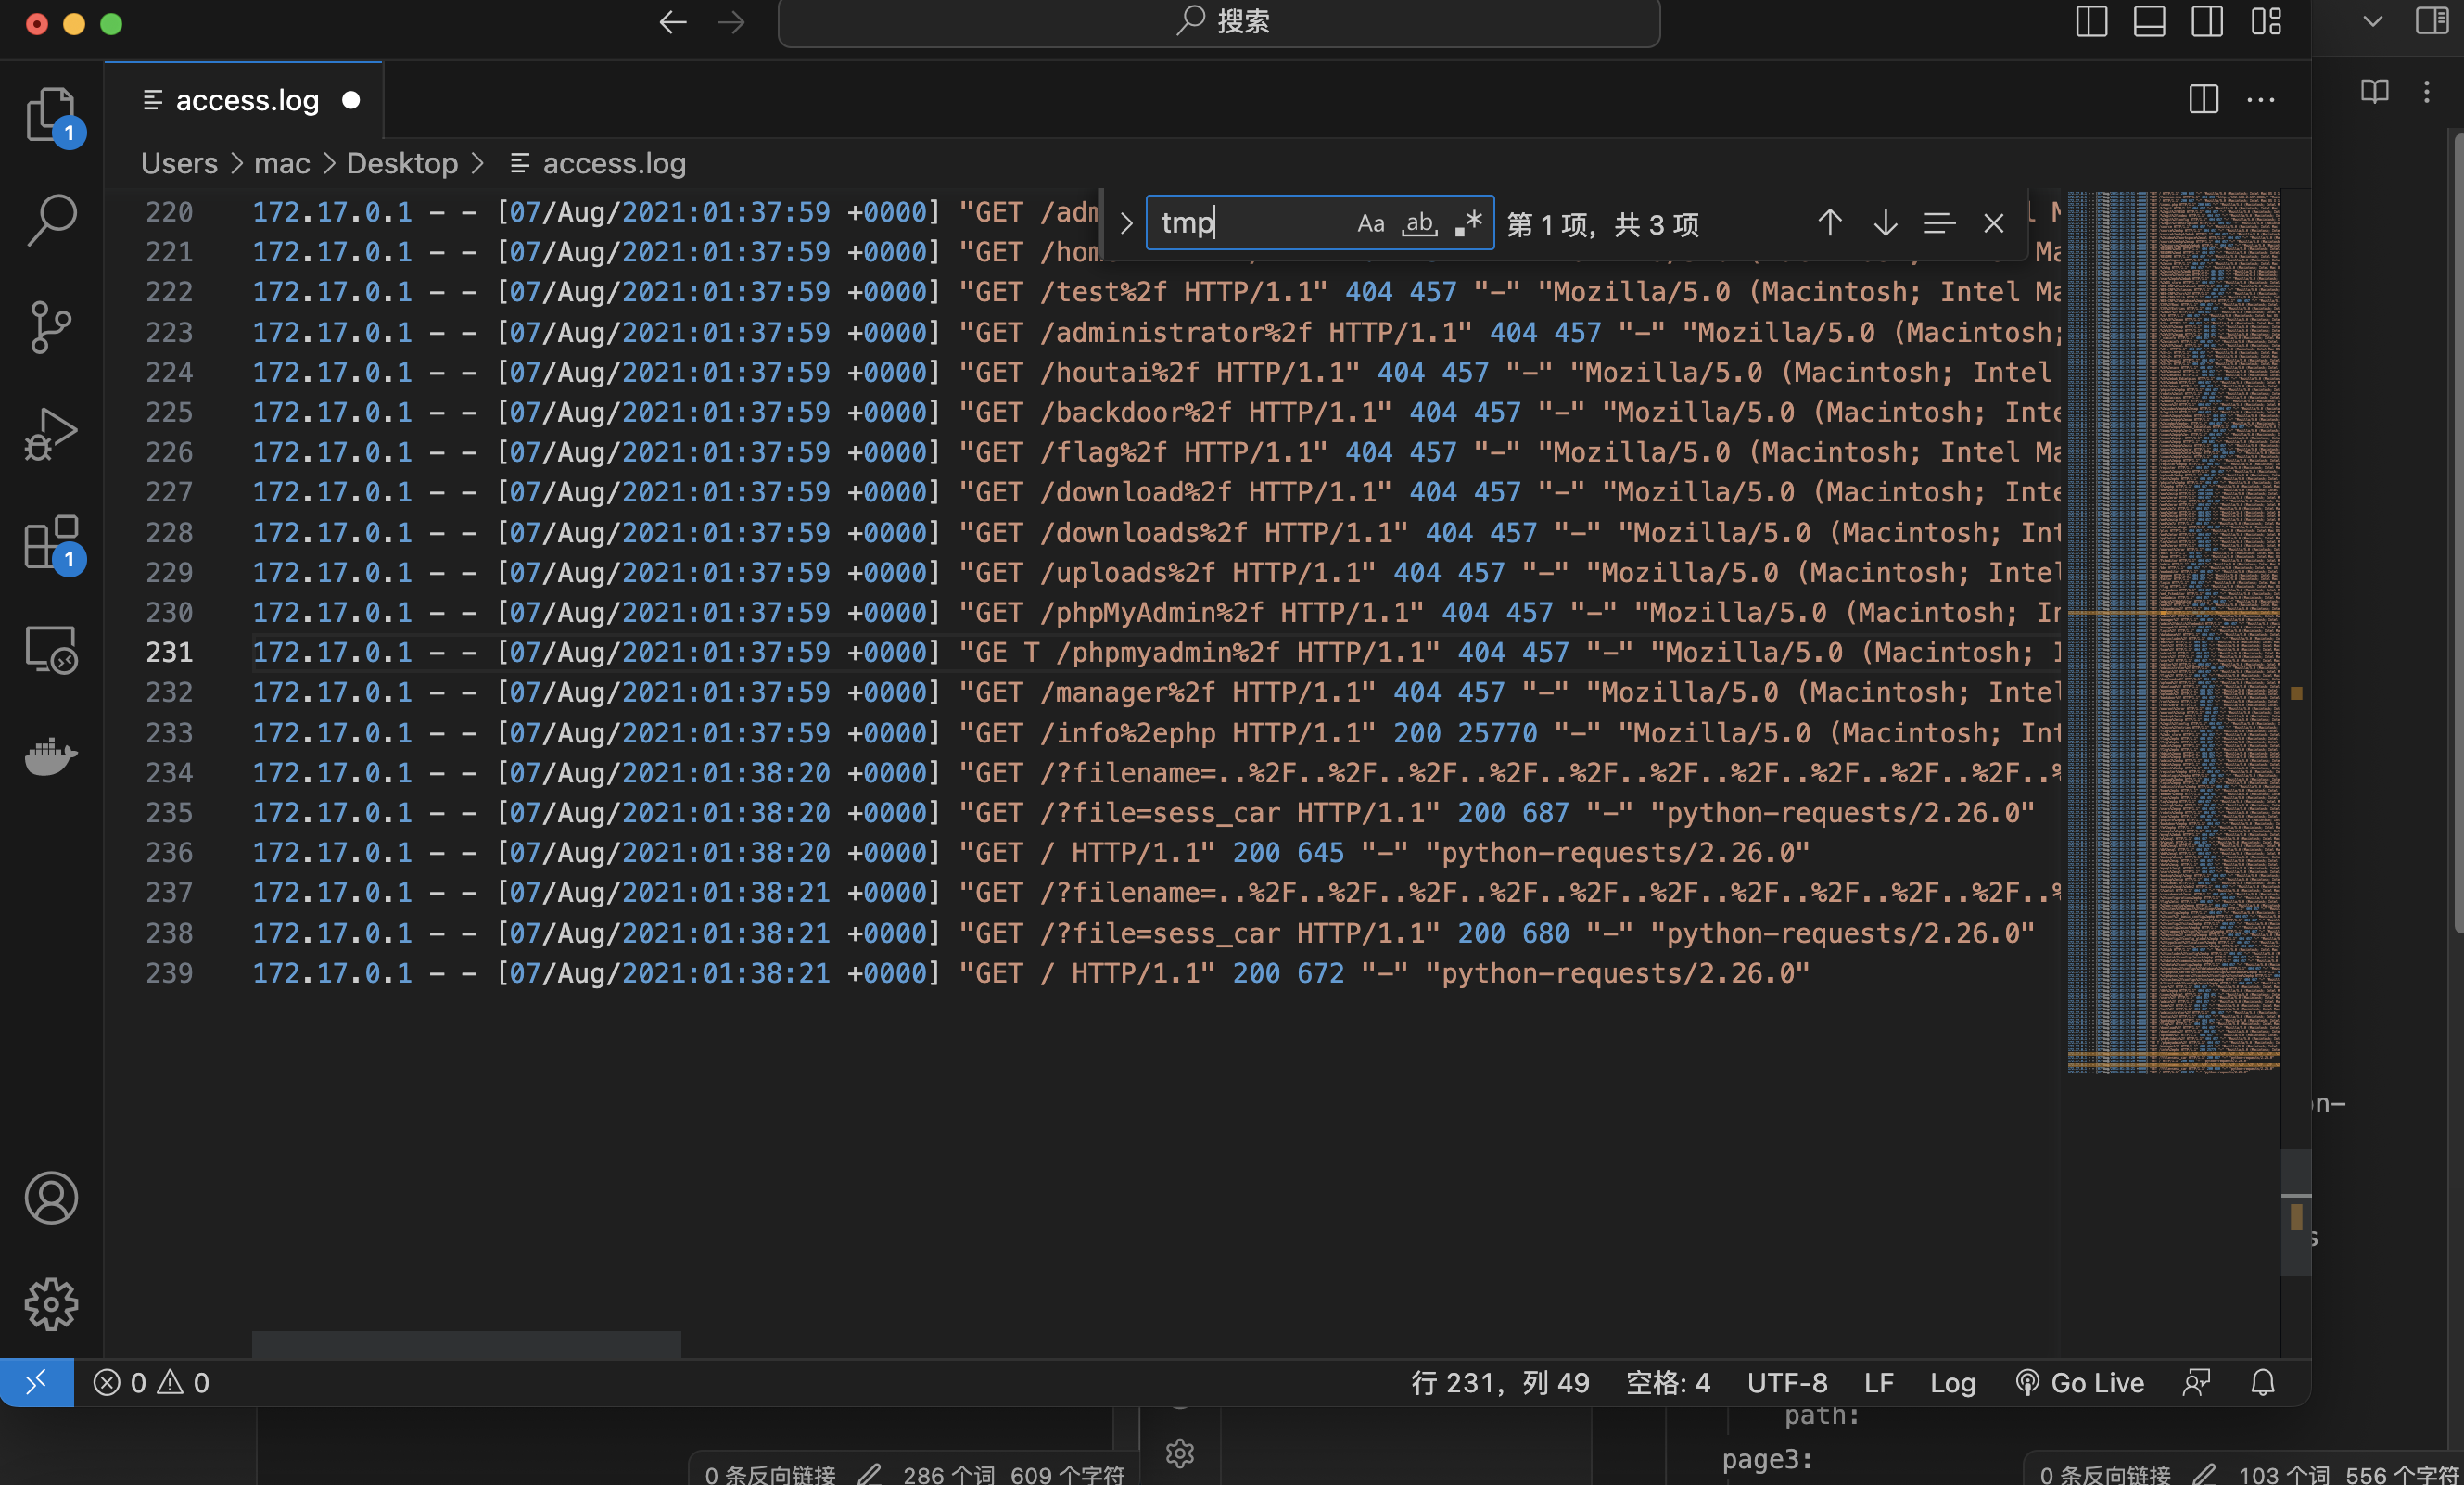 搜索
access.log
1
Users > mac > Desktop > access.log
tmp Aa ab 第 1 项，共 3 项
220 172.17.0.1 - - [07/Aug/2021:01:37:59 +0000] "GET /adm
221 172.17.0.1 - - [07/Aug/2021:01:37:59 +0000] "GET /hom
222 172.17.0.1 - - [07/Aug/2021:01:37:59 +0000] "GET /test%2f HTTP/1.1" 404 457 "-" "Mozilla/5.0 (Macintosh; Intel Ma
223 172.17.0.1 - - [07/Aug/2021:01:37:59 +0000] "GET /administrator%2f HTTP/1.1" 404 457 "-" "Mozilla/5.0 (Macintosh;
224 172.17.0.1 - - [07/Aug/2021:01:37:59 +0000] "GET /houtai%2f HTTP/1.1" 404 457 "-" "Mozilla/5.0 (Macintosh; Intel
225 172.17.0.1 - - [07/Aug/2021:01:37:59 +0000] "GET /backdoor%2f HTTP/1.1" 404 457 "-" "Mozilla/5.0 (Macintosh; Inte
226 172.17.0.1 - - [07/Aug/2021:01:37:59 +0000] "GET /flag%2f HTTP/1.1" 404 457 "-" "Mozilla/5.0 (Macintosh; Intel Ma
227 172.17.0.1 - - [07/Aug/2021:01:37:59 +0000] "GET /download%2f HTTP/1.1" 404 457 "-" "Mozilla/5.0 (Macintosh; Inte
228 172.17.0.1 - - [07/Aug/2021:01:37:59 +0000] "GET /downloads%2f HTTP/1.1" 404 457 "-" "Mozilla/5.0 (Macintosh; Int
229 172.17.0.1 - - [07/Aug/2021:01:37:59 +0000] "GET /uploads%2f HTTP/1.1" 404 457 "-" "Mozilla/5.0 (Macintosh; Intel
230 172.17.0.1 - - [07/Aug/2021:01:37:59 +0000] "GET /phpMyAdmin%2f HTTP/1.1" 404 457 "-" "Mozilla/5.0 (Macintosh; In
231 172.17.0.1 - - [07/Aug/2021:01:37:59 +0000] "GE T /phpmyadmin%2f HTTP/1.1" 404 457 "-" "Mozilla/5.0 (Macintosh; I
232 172.17.0.1 - - [07/Aug/2021:01:37:59 +0000] "GET /manager%2f HTTP/1.1" 404 457 "-" "Mozilla/5.0 (Macintosh; Intel
233 172.17.0.1 - - [07/Aug/2021:01:37:59 +0000] "GET /info%2ephp HTTP/1.1" 200 25770 "-" "Mozilla/5.0 (Macintosh; Int
234 172.17.0.1 - - [07/Aug/2021:01:38:20 +0000] "GET /?filename=..%2F..%2F..%2F..%2F..%2F..%2F..%2F..%2F..%2F..%2F..%
235 172.17.0.1 - - [07/Aug/2021:01:38:20 +0000] "GET /?file=sess_car HTTP/1.1" 200 687 "-" "python-requests/2.26.0"
236 172.17.0.1 - - [07/Aug/2021:01:38:20 +0000] "GET / HTTP/1.1" 200 645 "-" "python-requests/2.26.0"
237 172.17.0.1 - - [07/Aug/2021:01:38:21 +0000] "GET /?filename=..%2F..%2F..%2F..%2F..%2F..%2F..%2F..%2F..%2F..%2F..%
238 172.17.0.1 - - [07/Aug/2021:01:38:21 +0000] "GET /?file=sess_car HTTP/1.1" 200 680 "-" "python-requests/2.26.0"
239 172.17.0.1 - - [07/Aug/2021:01:38:21 +0000] "GET / HTTP/1.1" 200 672 "-" "python-requests/2.26.0"
1
n-
s
0 0 行 231，列 49 空格: 4 UTF-8 LF Log Go Live
path:
page3:
0 条反向链接 286 个词 609 个字符
0 条反向链接 103 个词 556 个字符